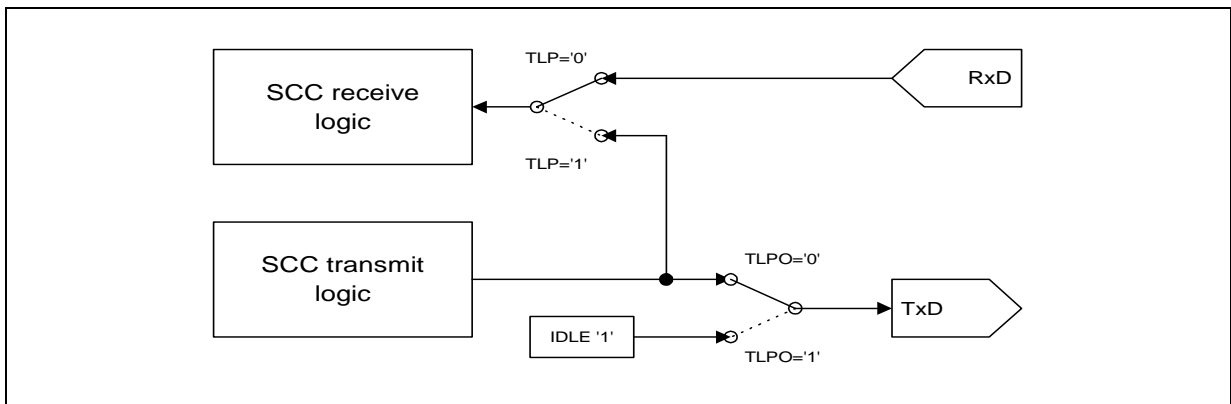 TLP='0'
SCC receive
logic
RxD
TLP='1'
SCC transmit
logic
TLPO='0'
TxD
IDLE '1'
TLPO='1'